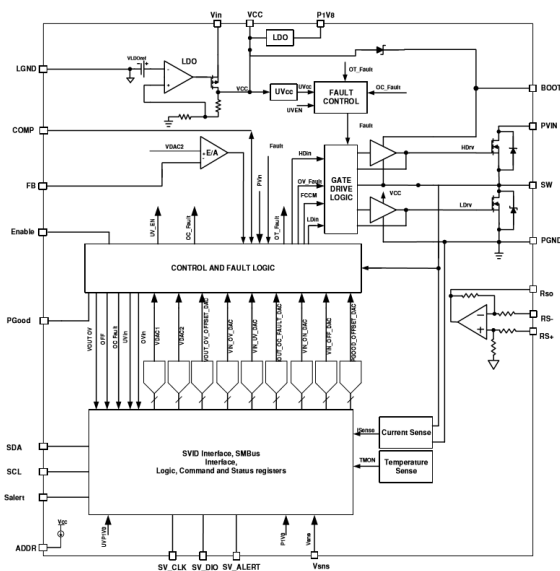 Vin
VCC
P1V8
LDO
LGND
VLDOref
LDO
OT_Fault
BOOT
VCC
UVcc
UVcc
FAULT
CONTROL
OC_Fault
UVEN
COMP
Fault
PVIN
VDAC2
E/A
Fault
PVin
HDin
OV_Fault
FCCM
LDin
GATE
DRIVE
LOGIC
HDrv
VCC
LDrv
SW
FB
Enable
UV_EN
OC_Fault
OT_Fault
PGND
CONTROL AND FAULT LOGIC
PGood
Rso
RS-
RS+
VOUT OV
OFF
OC Fault
UVin
OVin
VDAC1
VDAC2
VOUT_OV_OFFSET_DAC
VIN_OV_DAC
VIN_UV_DAC
OUT_OC_FAULT_DAC
VIN_ON_DAC
VIN_OFF_DAC
PGOOD_OFFSET_DAC
SVID Interface, SMBus
Interface,
Logic, Command and Status registers
ISense
Current Sense
TMON
Temperature
Sense
SDA
SCL
Salert
Vcc
ADDR
UVP1V8
P1V8
Vsns
SV_CLK
SV_DIO
SV_ALERT
Vsns